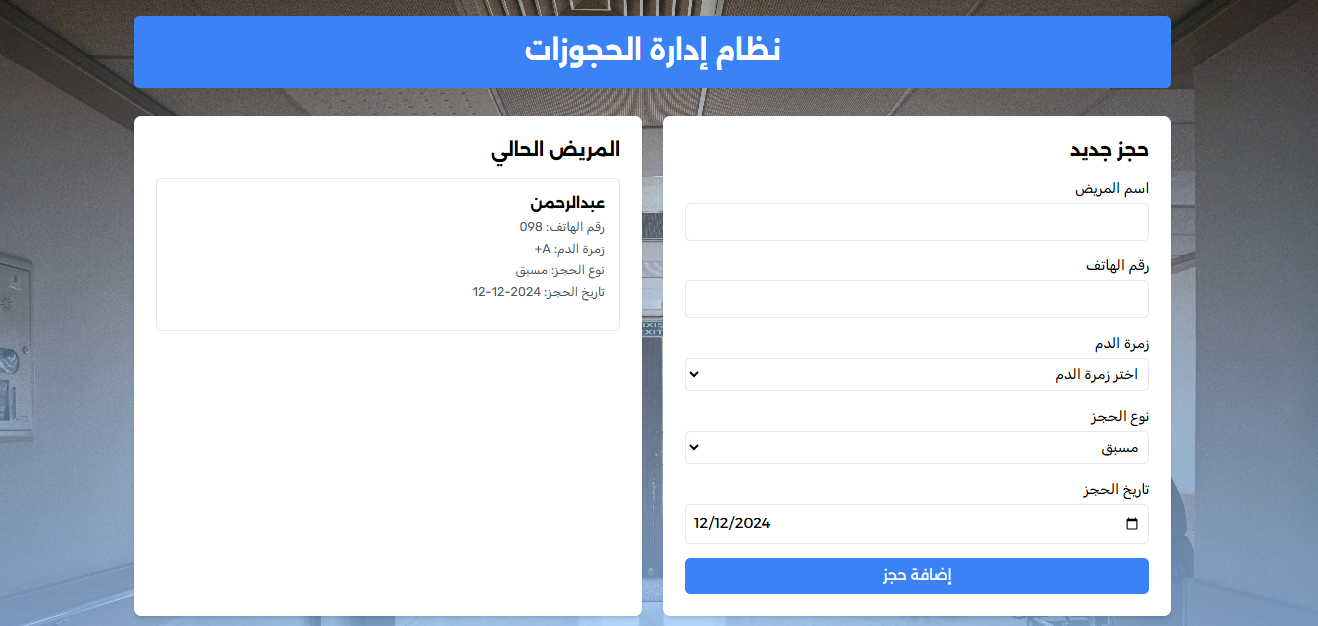 نظام إدارة الحجوزات
حجز جديد
اسم المريض
رقم الهاتف
زمرة الدم
اختر زمرة الدم
نوع الحجز
مسبق
تاريخ الحجز
12/12/2024
إضافة حجز
المريض الحالي
عبدالرحمن
رقم الهاتف: 098
زمرة الدم: A+
نوع الحجز: مسبق
تاريخ الحجز: 2024-12-12
EXIT